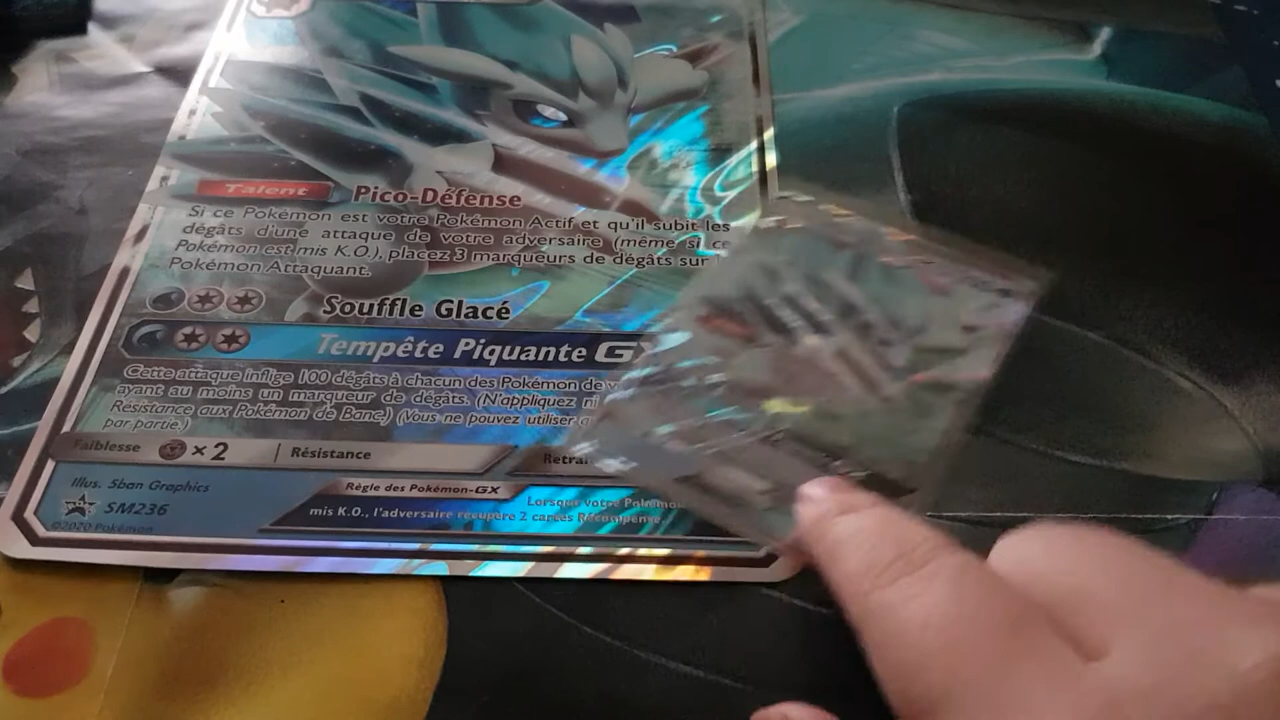 Talent Pico-Défense
Si ce Pokémon est votre Pokémon Actif et qu'il subit les
dégâts d'une attaque de votre adversaire (même si ce
Pokémon est mis K.O.), placez 3 marqueurs de dégâts sur
Pokémon Attaquant.
Souffle Glacé
Tempête Piquante GX
Cette attaque inflige 100 dégâts à chacun des Pokémon de
ayant au moins un marqueur de dégâts. (N'appliquez ni
Résistance aux Pokémon de Banc.) (Vous ne pouvez utiliser
par partie.)
Faiblesse ×2 Résistance Retrai
Illus. 5ban Graphics
Règle des Pokémon-GX Lorsque votre Pokémon
SM236 mis K.O., l'adversaire récupère 2 cartes Récompense.
©2020 Pokémon